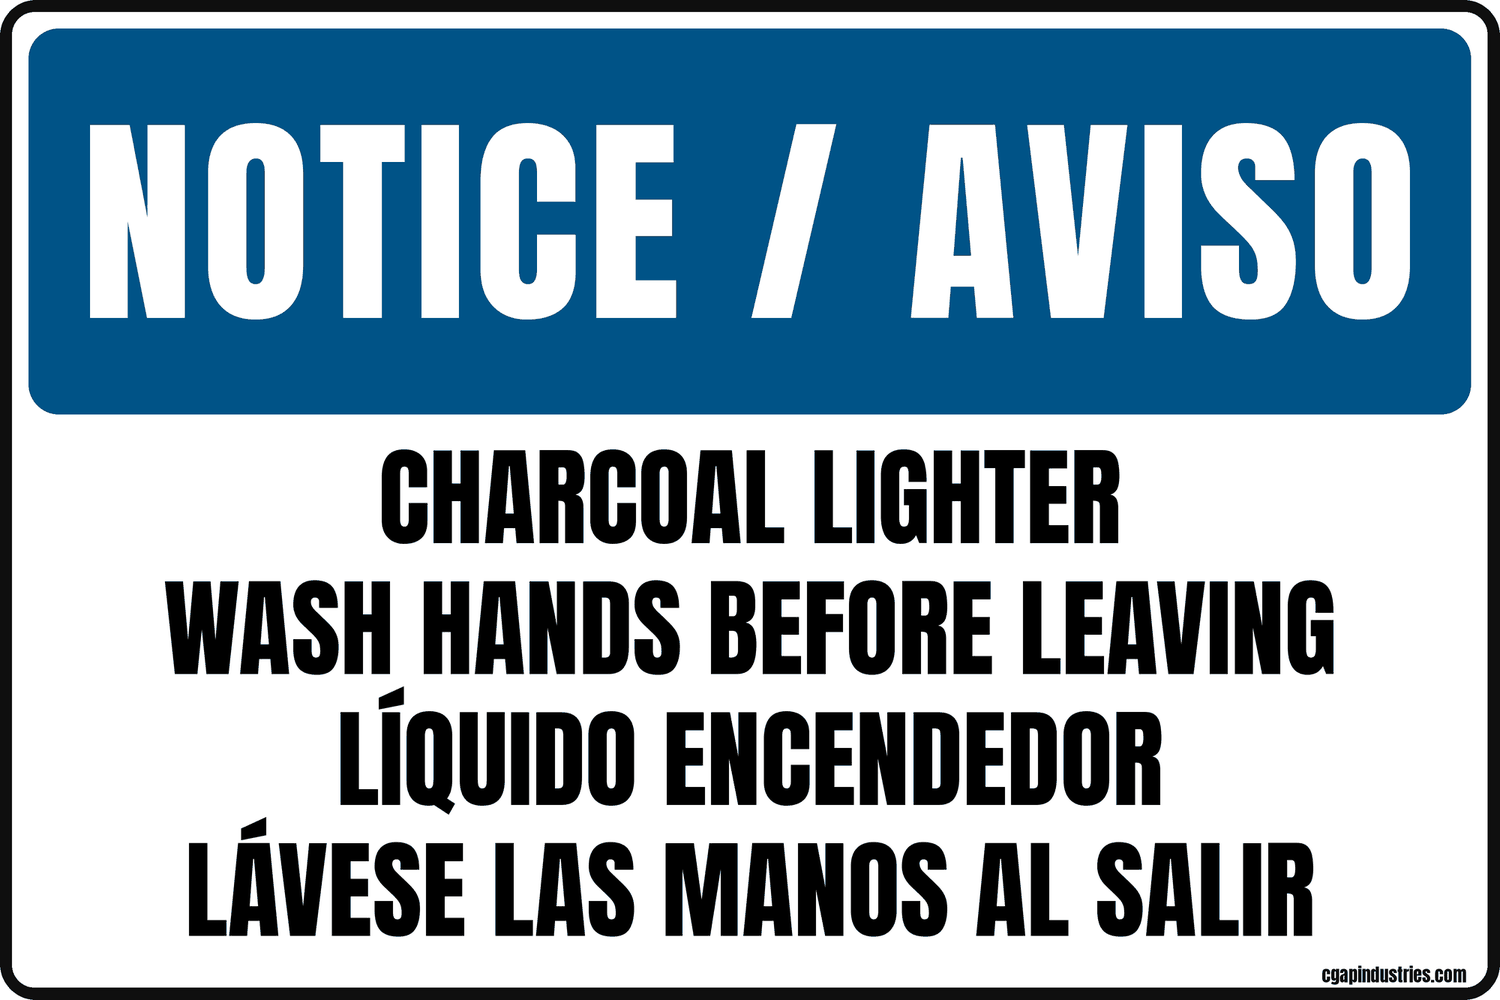 NOTICE / AVISO
CHARCOAL LIGHTER
WASH HANDS BEFORE LEAVING
LÍQUIDO ENCENDEDOR
LÁVESE LAS MANOS AL SALIR
cgapindustries.com